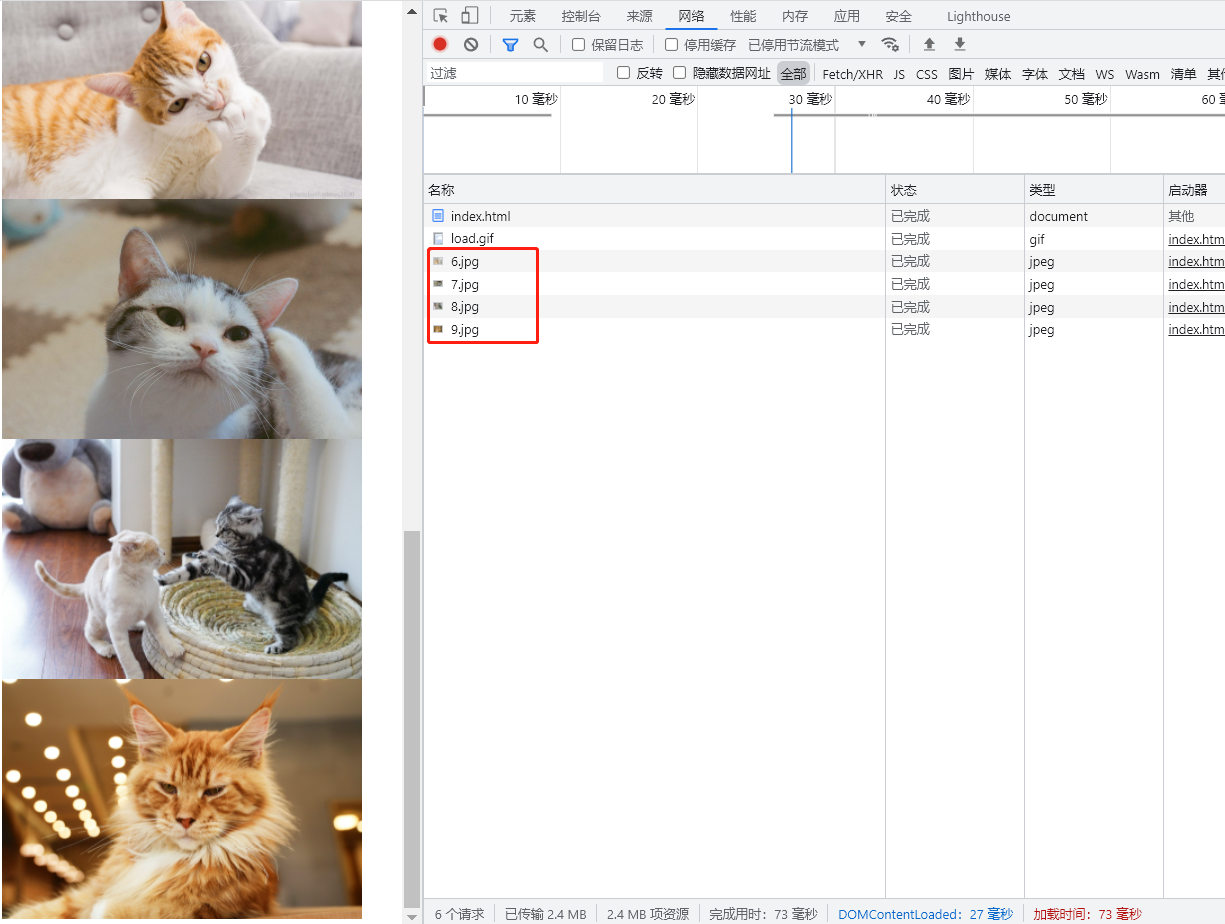 元素 控制台 来源 网络 性能 内存 应用 安全 Lighthouse
保留日志 停用缓存 已停用节流模式
过滤 反转 隐藏数据网址 全部 Fetch/XHR JS CSS 图片 媒体 字体 文档 WS Wasm 清单 其他
10 毫秒 20 毫秒 30 毫秒 40 毫秒 50 毫秒 60 毫
名称 状态 类型 启动器
index.html 已完成 document 其他
load.gif 已完成 gif index.htm
6.jpg 已完成 jpeg index.htm
7.jpg 已完成 jpeg index.htm
8.jpg 已完成 jpeg index.htm
9.jpg 已完成 jpeg index.htm
6 个请求 已传输 2.4 MB 2.4 MB 项资源 完成用时：73 毫秒 DOMContentLoaded：27 毫秒 加载时间：73 毫秒